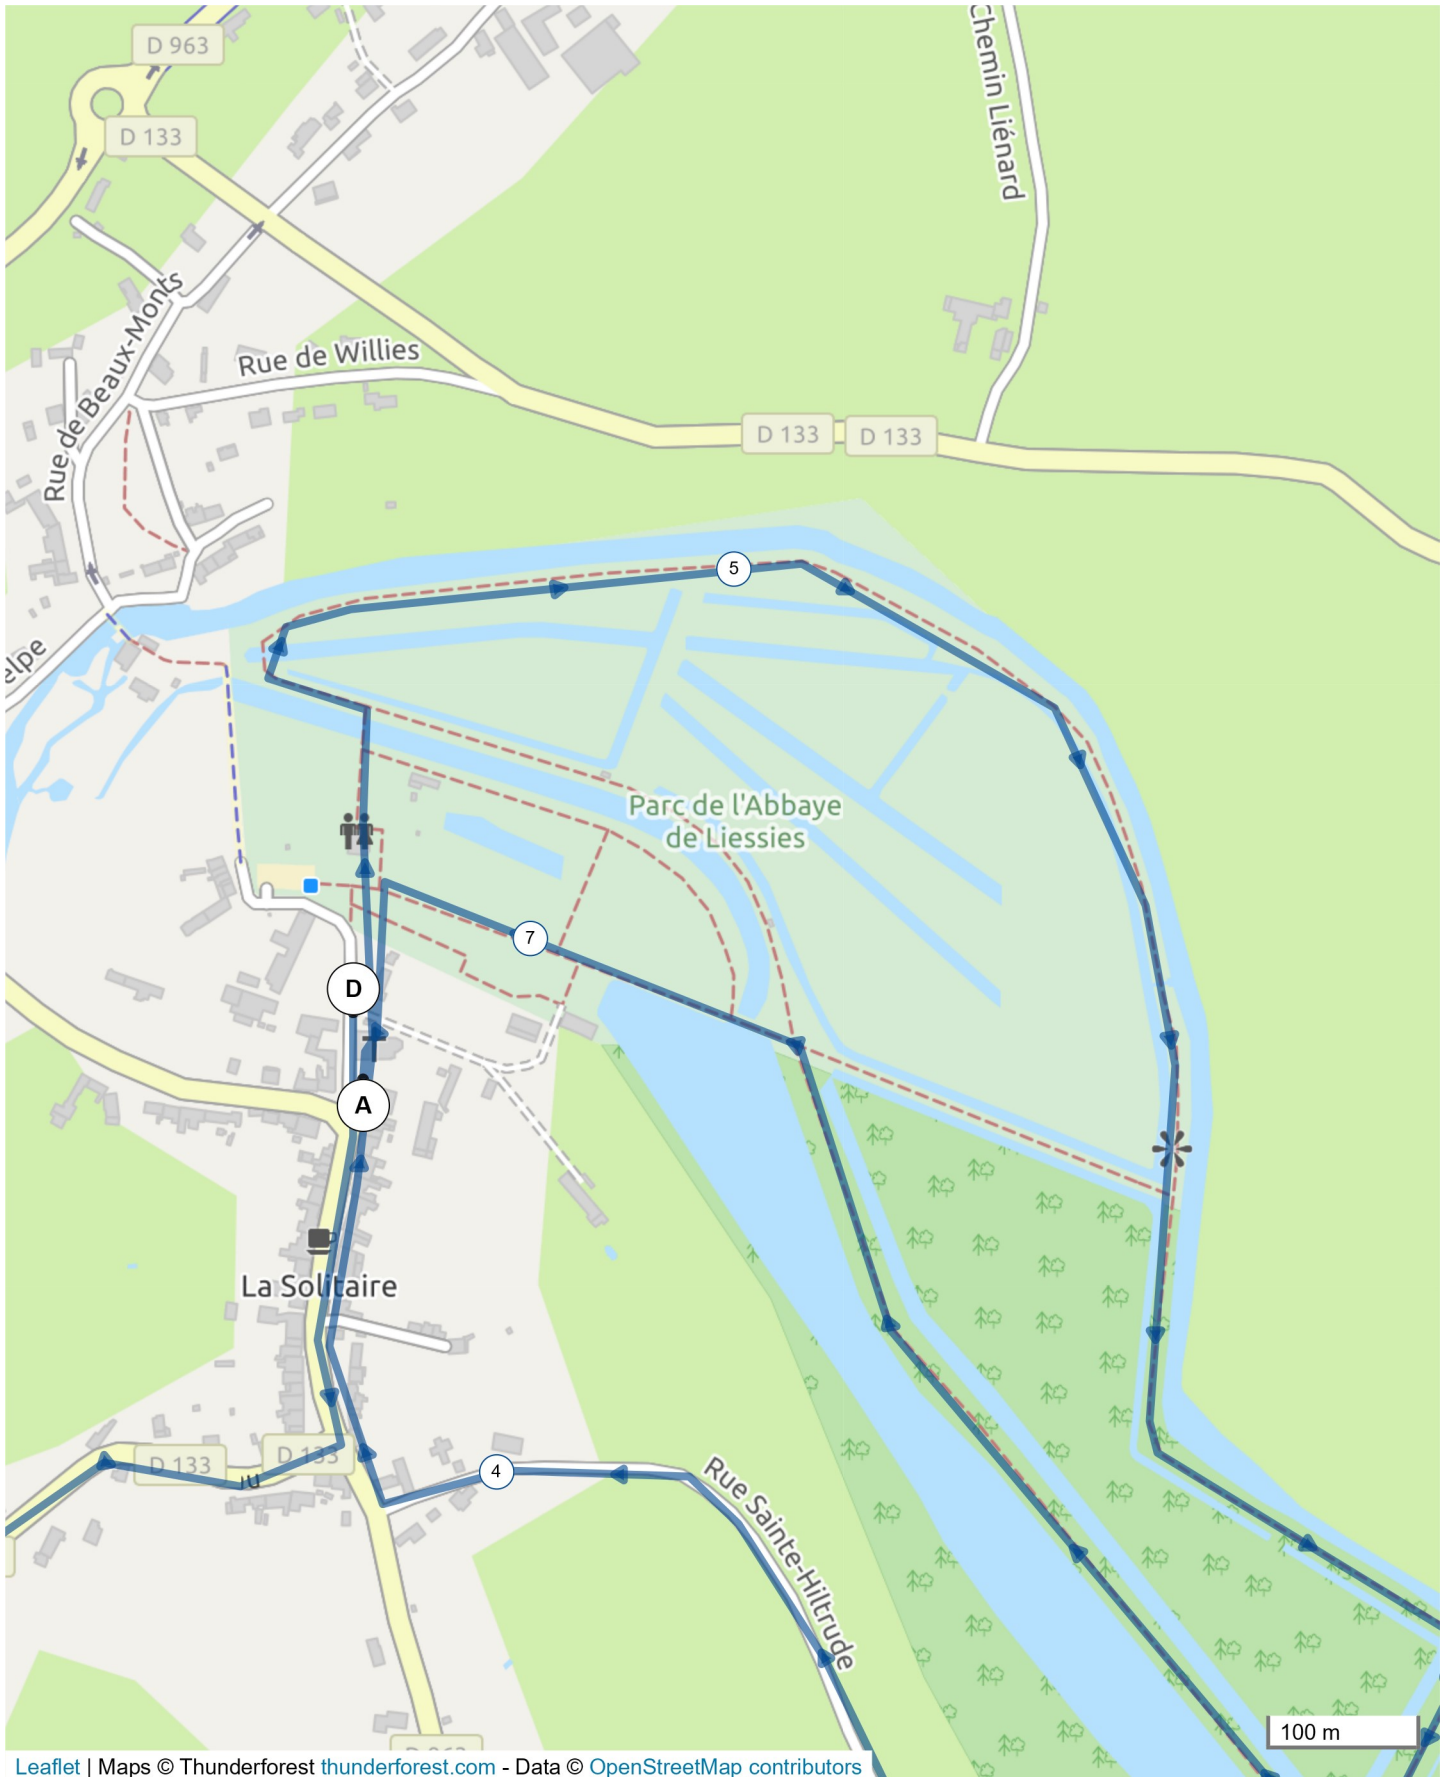 D 963
D 133
Chemin Liénard
Rue de Beaux-Monts
Rue de Willies
D 133
D 133
5
elpe
Parc de l'Abbaye
de Liessies
7
D
A
La Solitaire
D 133
D 133
4
Rue Sainte-Hiltrude
100 m
Leaflet | Maps © Thunderforest thunderforest.com - Data © OpenStreetMap contributors